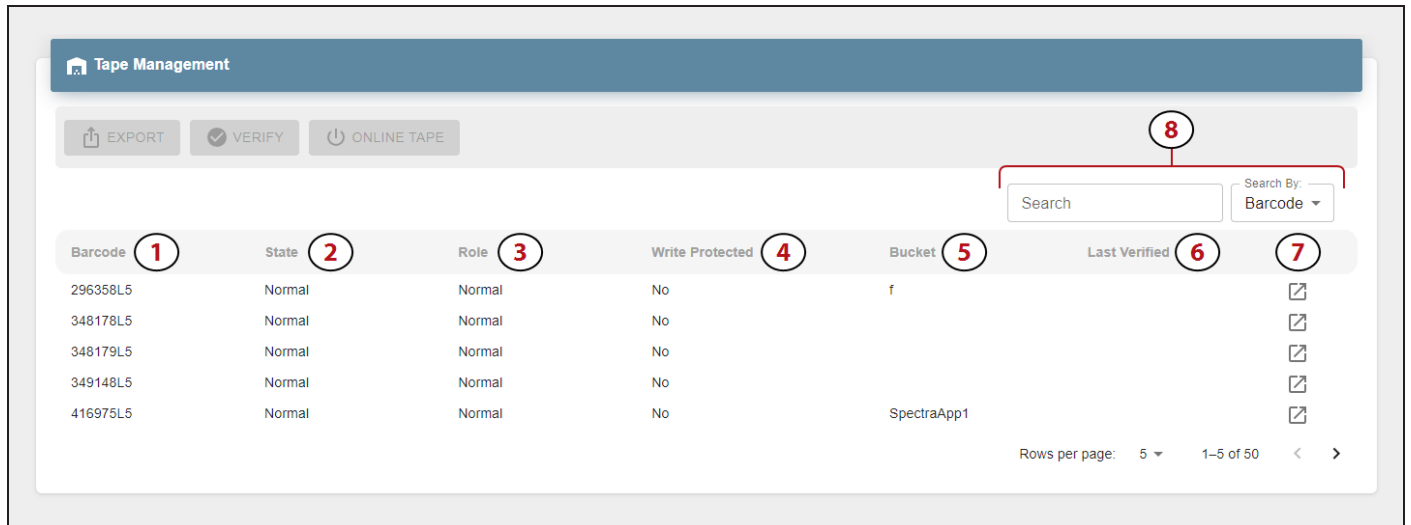 Tape Management
EXPORT VERIFY ONLINE TAPE
8
Search Search By: Barcode
Barcode 1 State 2 Role 3 Write Protected 4 Bucket 5 Last Verified 6 7
296358L5 Normal Normal No f
348178L5 Normal Normal No
348179L5 Normal Normal No
349148L5 Normal Normal No
416975L5 Normal Normal No SpectraApp1
Rows per page: 5 1–5 of 50